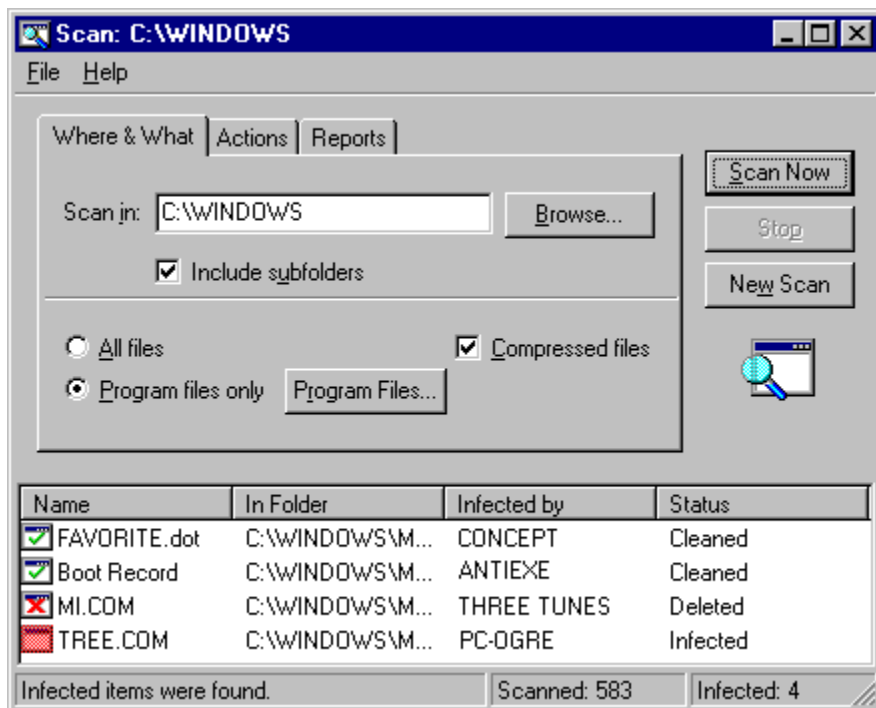 Scan: C:\WINDOWS
File Help
Where & What Actions Reports
Scan in: C:\WINDOWS Browse...
Include subfolders
All files Compressed files
Program files only Program Files...
Scan Now
Stop
New Scan
Name In Folder Infected by Status
FAVORITE.dot C:\WINDOWS\M... CONCEPT Cleaned
Boot Record C:\WINDOWS\M... ANTIEXE Cleaned
MI.COM C:\WINDOWS\M... THREE TUNES Deleted
TREE.COM C:\WINDOWS\M... PC-OGRE Infected
Infected items were found. Scanned: 583 Infected: 4